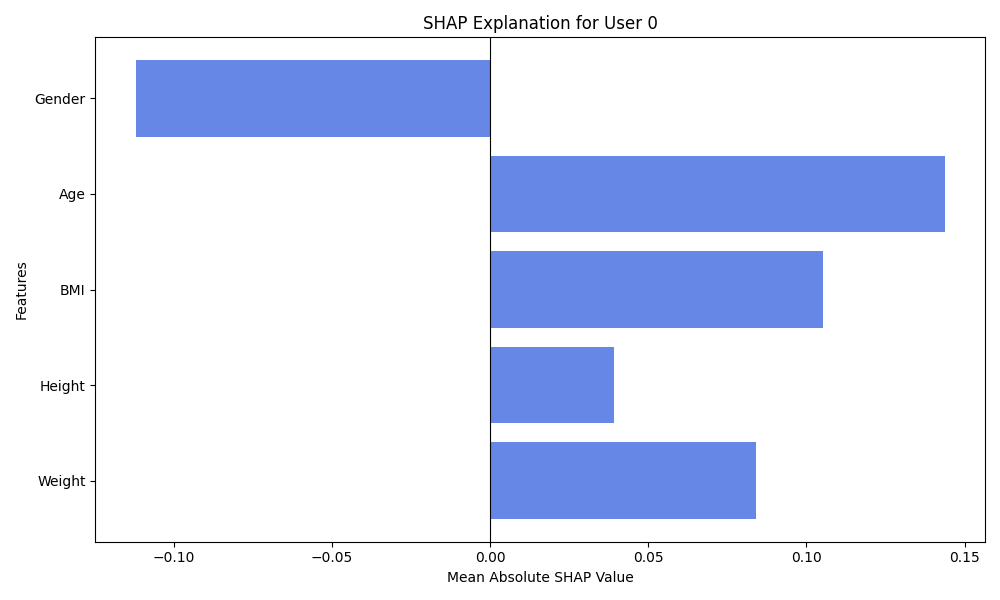 SHAP Explanation for User 0
Features
Gender
Age
BMI
Height
Weight
−0.10 −0.05 0.00 0.05 0.10 0.15
Mean Absolute SHAP Value